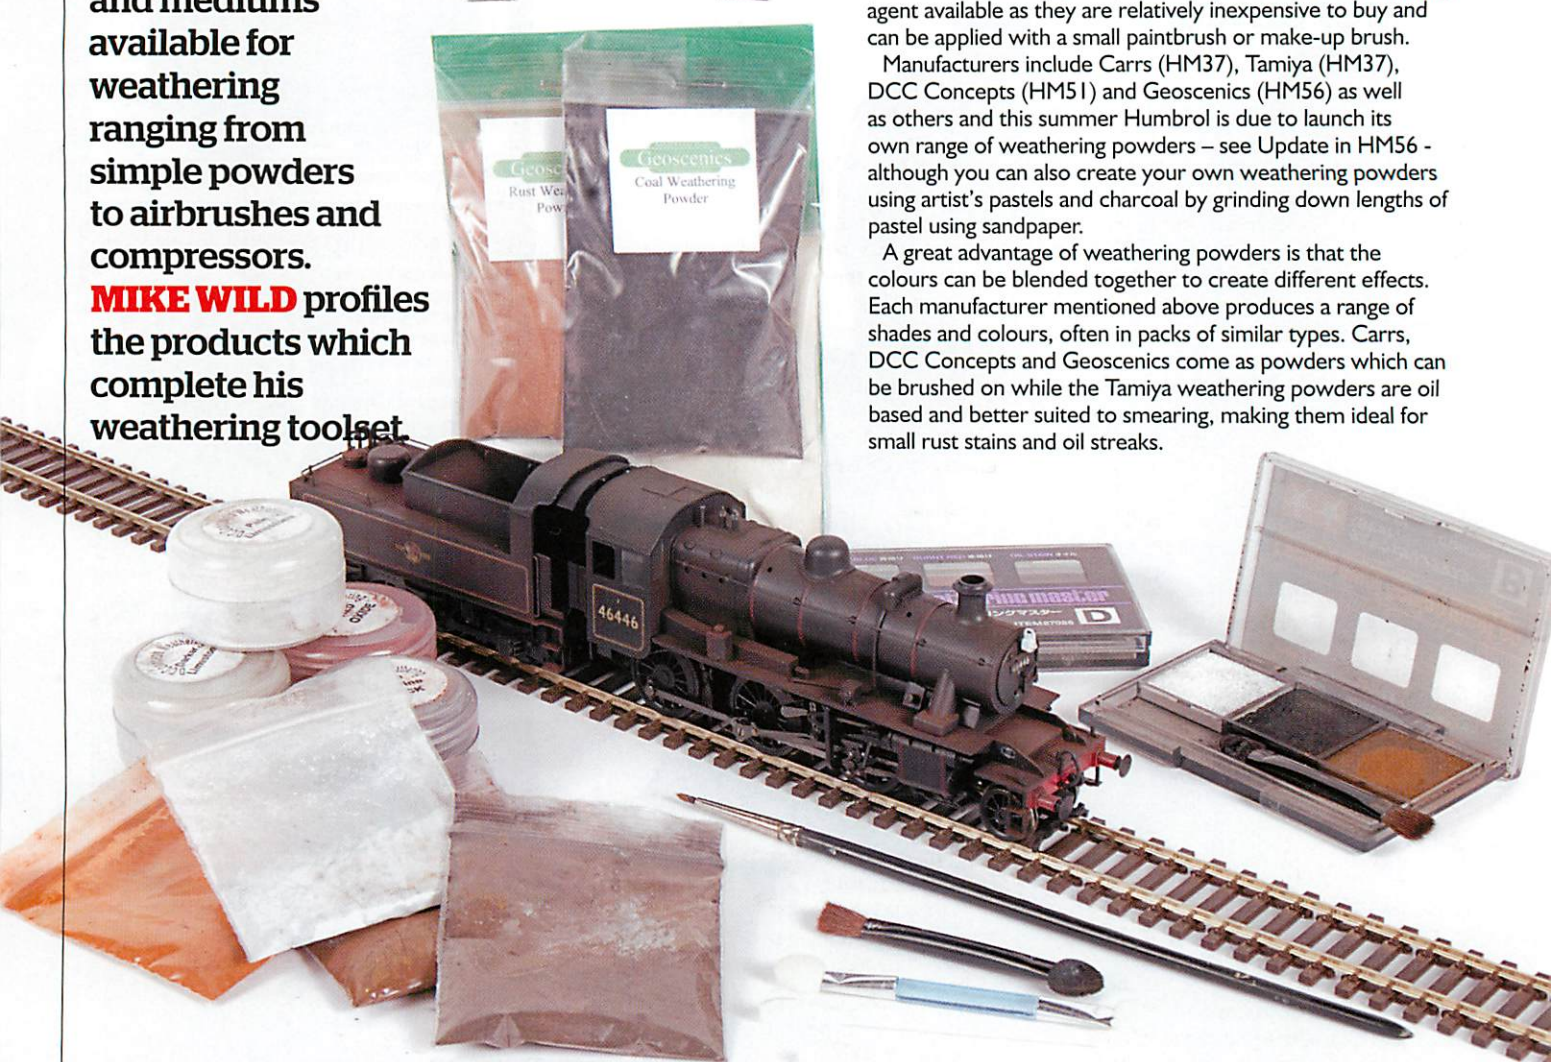 and mediums
available for
weathering
ranging from
simple powders
to airbrushes and
compressors.
MIKE WILD profiles
the products which
complete his
weathering toolset.
agent available as they are relatively inexpensive to buy and
can be applied with a small paintbrush or make-up brush.
Manufacturers include Carrs (HM37), Tamiya (HM37),
DCC Concepts (HM51) and Geoscenics (HM56) as well
as others and this summer Humbrol is due to launch its
own range of weathering powders – see Update in HM56 -
although you can also create your own weathering powders
using artist's pastels and charcoal by grinding down lengths of
pastel using sandpaper.
A great advantage of weathering powders is that the
colours can be blended together to create different effects.
Each manufacturer mentioned above produces a range of
shades and colours, often in packs of similar types. Carrs,
DCC Concepts and Geoscenics come as powders which can
be brushed on while the Tamiya weathering powders are oil
based and better suited to smearing, making them ideal for
small rust stains and oil streaks.
Geosc
Rust Wea
Pow
Geoscenics
Coal Weathering
Powder
46446
master
D
OXIDE